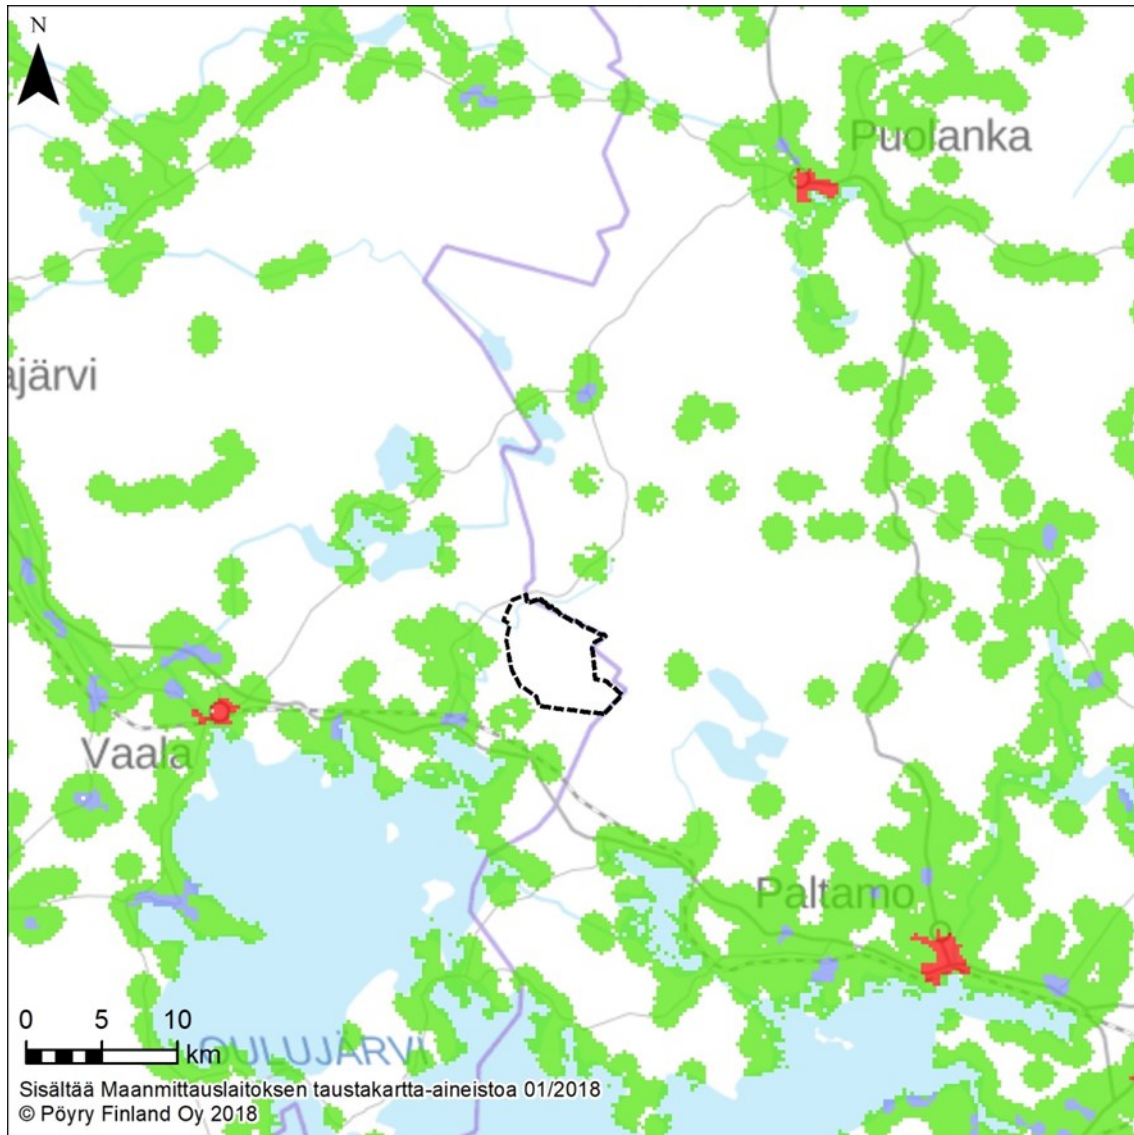 N
Puolanka
ajärvi
Vaala
Paltamo
0 5 10
km
OULUJÄRVI
Sisältää Maanmittauslaitoksen taustakartta-aineistoa 01/2018
© Pöyry Finland Oy 2018